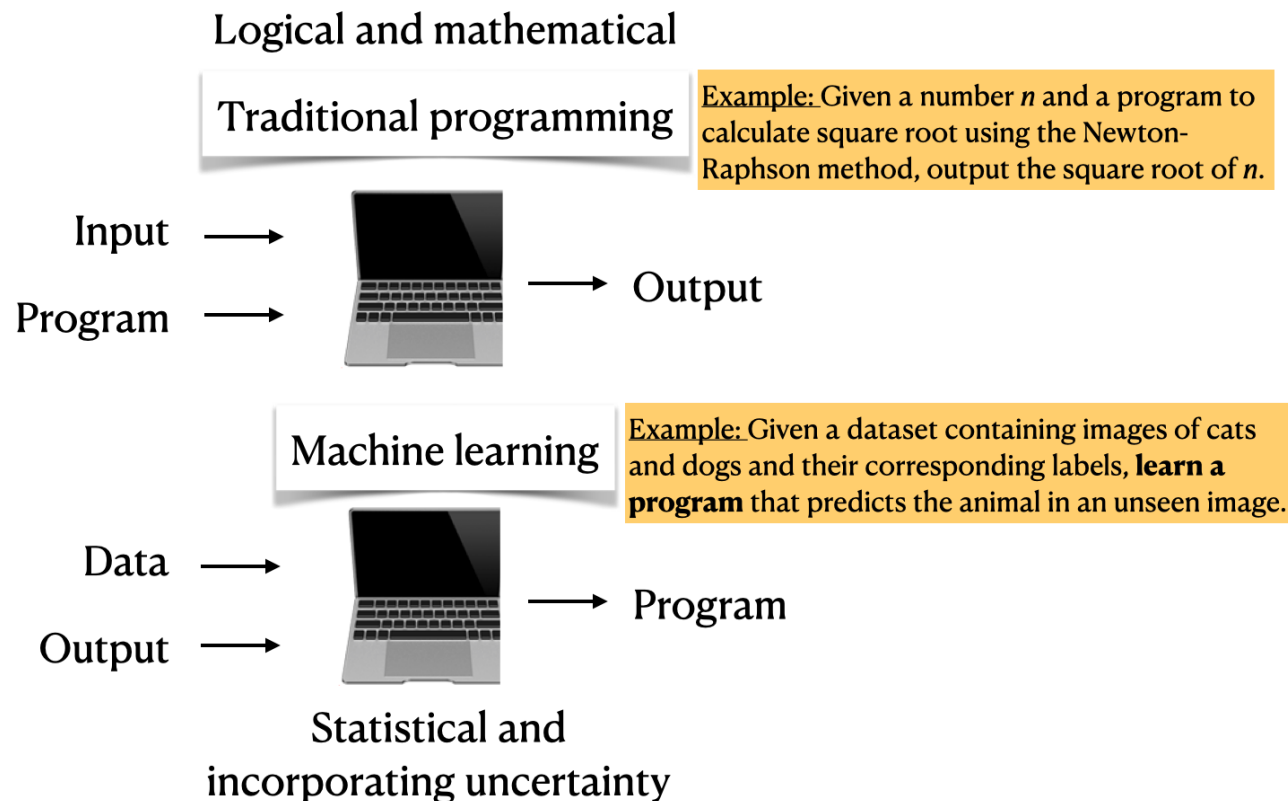 Logical and mathematical
Traditional programming
Example: Given a number n and a program to
calculate square root using the Newton-
Raphson method, output the square root of n.
Input
Program
Output
Machine learning
Example: Given a dataset containing images of cats
and dogs and their corresponding labels, learn a
program that predicts the animal in an unseen image.
Data
Output
Program
Statistical and
incorporating uncertainty